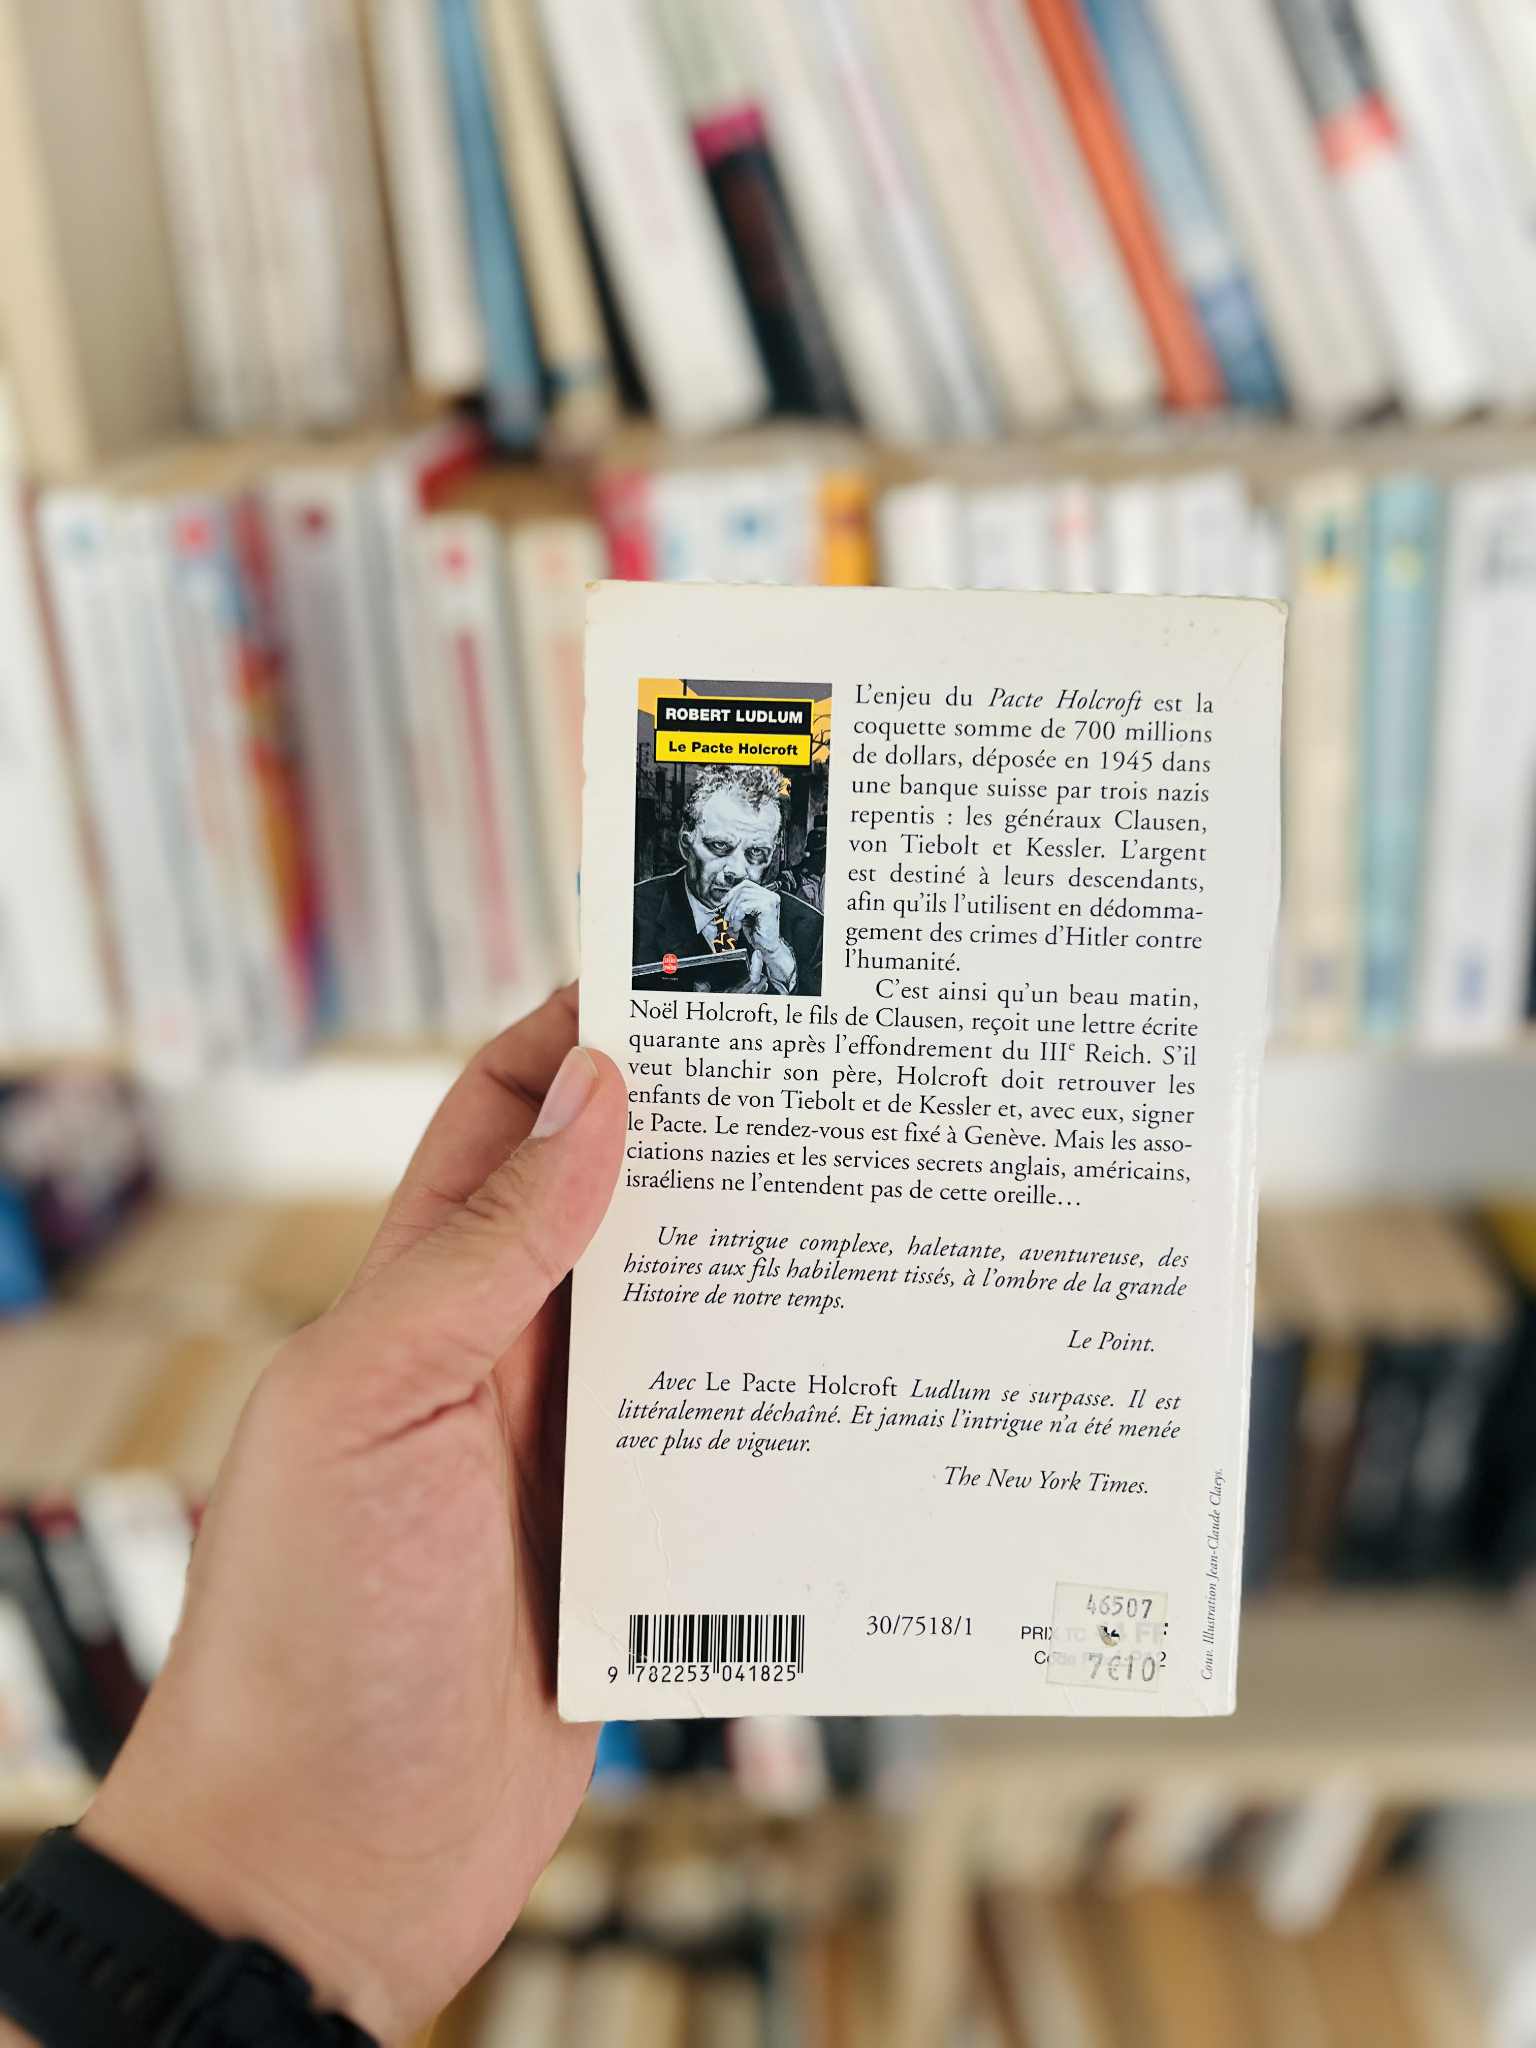 ROBERT LUDLUM
Le Pacte Holcroft
L'enjeu du Pacte Holcroft est la
coquette somme de 700 millions
de dollars, déposée en 1945 dans
une banque suisse par trois nazis
repentis : les généraux Clausen,
von Tiebolt et Kessler. L'argent
est destiné à leurs descendants,
afin qu'ils l'utilisent en dédomma-
gement des crimes d'Hitler contre
l'humanité.
C'est ainsi qu'un beau matin,
Noël Holcroft, le fils de Clausen, reçoit une lettre écrite
quarante ans après l'effondrement du IIIe Reich. S'il
veut blanchir son père, Holcroft doit retrouver les
enfants de von Tiebolt et de Kessler et, avec eux, signer
le Pacte. Le rendez-vous est fixé à Genève. Mais les asso-
ciations nazies et les services secrets anglais, américains,
israéliens ne l'entendent pas de cette oreille…
Une intrigue complexe, haletante, aventureuse, des
histoires aux fils habilement tissés, à l'ombre de la grande
Histoire de notre temps.
Le Point.
Avec Le Pacte Holcroft Ludlum se surpasse. Il est
littéralement déchaîné. Et jamais l'intrigue n'a été menée
avec plus de vigueur.
The New York Times.
Couv. Illustration Jean-Claude Claeys.
9 782253 041825
30/7518/1
46507
PRIX TC
7€10